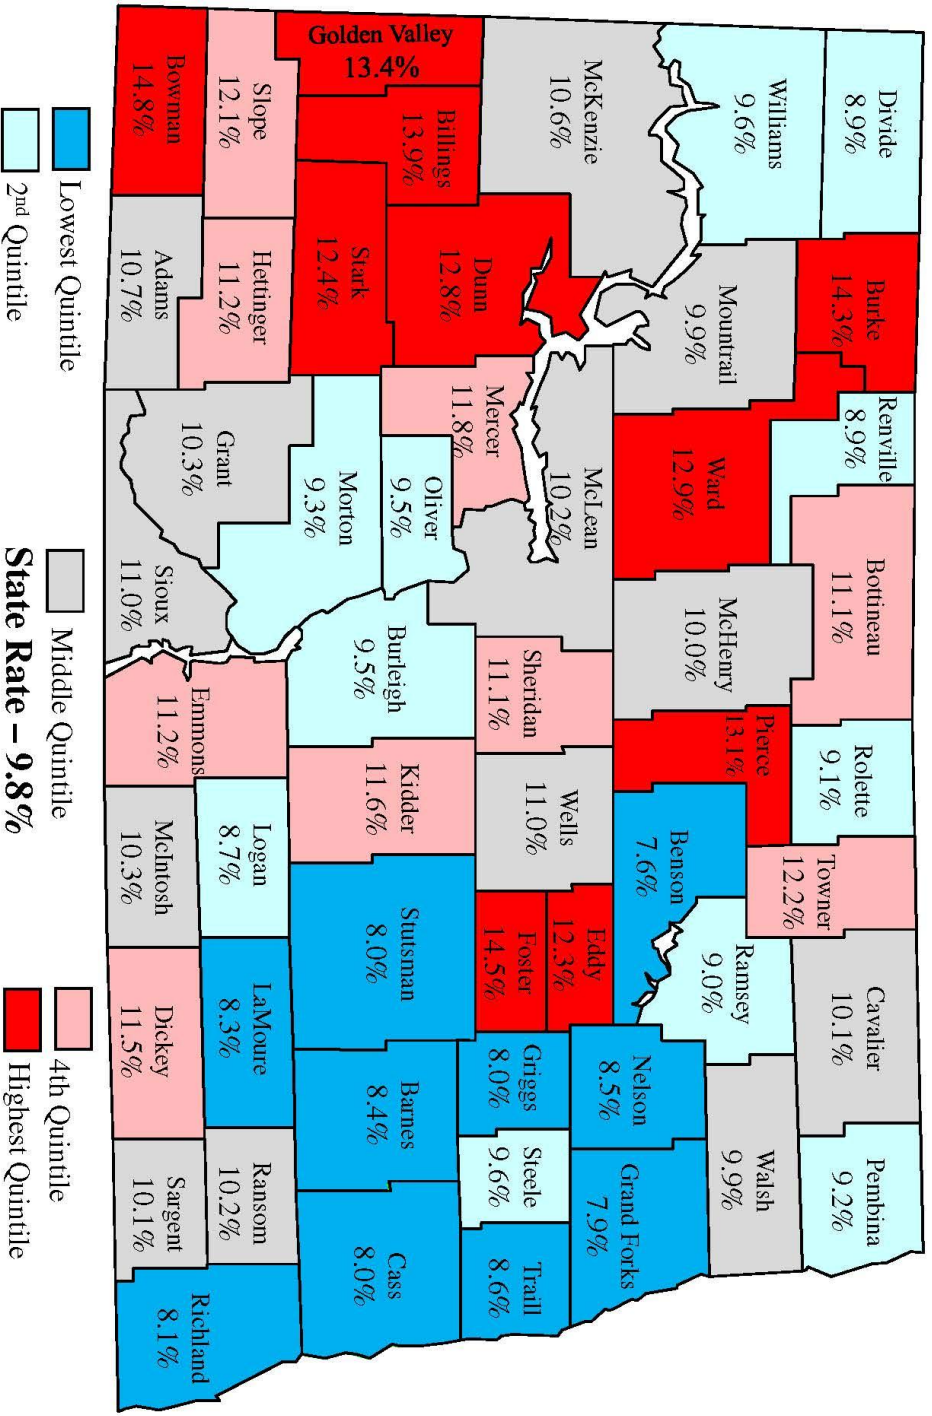 Divide
8.9%
Burke
14.3%
Renville
8.9%
Bottineau
11.1%
Rolette
9.1%
Towner
12.2%
Cavalier
10.1%
Pembina
9.2%
Williams
9.6%
Mountrail
9.9%
Ward
12.9%
McHenry
10.0%
Pierce
13.1%
Benson
7.6%
Ramsey
9.0%
Walsh
9.9%
McKenzie
10.6%
McLean
10.2%
Sheridan
11.1%
Wells
11.0%
Eddy
12.3%
Foster
14.5%
Nelson
8.5%
Grand Forks
7.9%
Griggs
8.0%
Steele
9.6%
Traill
8.6%
Golden Valley
13.4%
Billings
13.9%
Dunn
12.8%
Mercer
11.8%
Oliver
9.5%
Stark
12.4%
Morton
9.3%
Burleigh
9.5%
Kidder
11.6%
Stutsman
8.0%
Barnes
8.4%
Cass
8.0%
Slope
12.1%
Hettinger
11.2%
Grant
10.3%
Emmons
11.2%
Logan
8.7%
LaMoure
8.3%
Ransom
10.2%
Richland
8.1%
Bowman
14.8%
Adams
10.7%
Sioux
11.0%
McIntosh
10.3%
Dickey
11.5%
Sargent
10.1%
Lowest Quintile
2nd Quintile
Middle Quintile
State Rate – 9.8%
4th Quintile
Highest Quintile